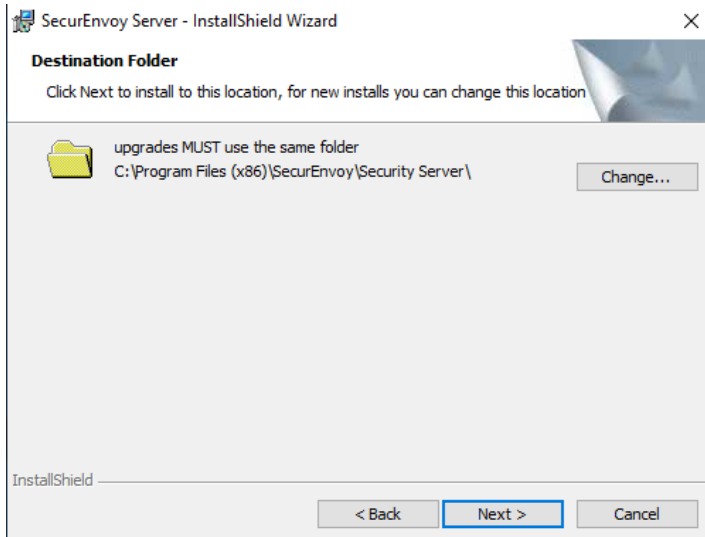 SecurEnvoy Server - InstallShield Wizard
Destination Folder
Click Next to install to this location, for new installs you can change this location
upgrades MUST use the same folder
C:\Program Files (x86)\SecurEnvoy\Security Server\
Change...
InstallShield
< Back
Next >
Cancel